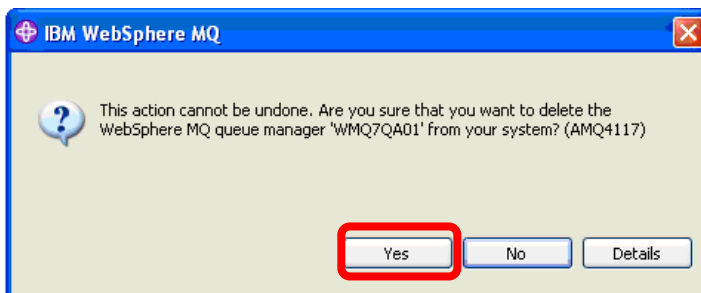 IBM WebSphere MQ
This action cannot be undone. Are you sure that you want to delete the
WebSphere MQ queue manager 'WMQ7QA01' from your system? (AMQ4117)
Yes No Details